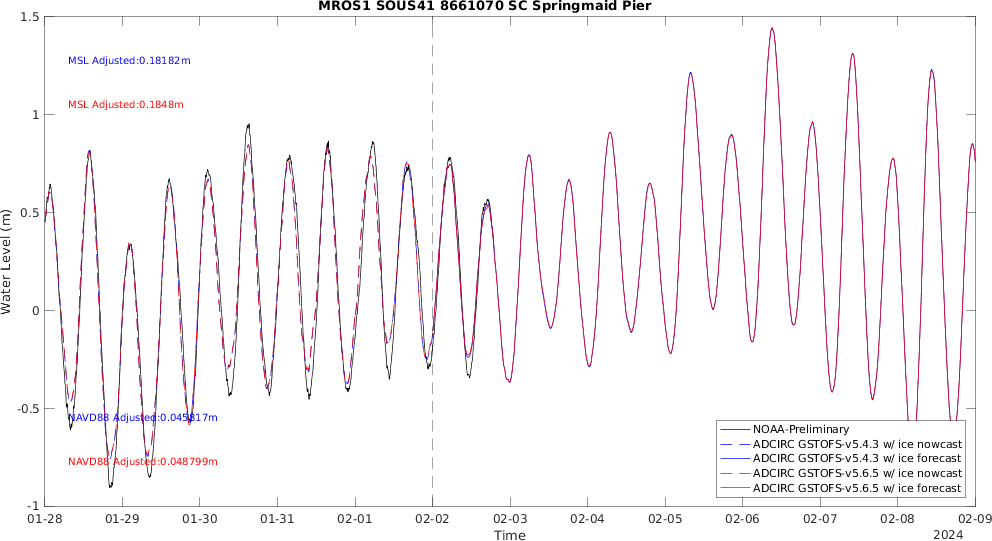 MROS1 SOUS41 8661070 SC Springmaid Pier
1.5
1
0.5
0
-0.5
-1
Water Level (m)
MSL Adjusted:0.18182m
MSL Adjusted:0.1848m
NAVD88 Adjusted:0.045817m
NAVD88 Adjusted:0.048799m
NOAA-Preliminary
ADCIRC GSTOFS-v5.4.3 w/ ice nowcast
ADCIRC GSTOFS-v5.4.3 w/ ice forecast
ADCIRC GSTOFS-v5.6.5 w/ ice nowcast
ADCIRC GSTOFS-v5.6.5 w/ ice forecast
01-28 01-29 01-30 01-31 02-01 02-02 02-03 02-04 02-05 02-06 02-07 02-08 02-09
Time
2024